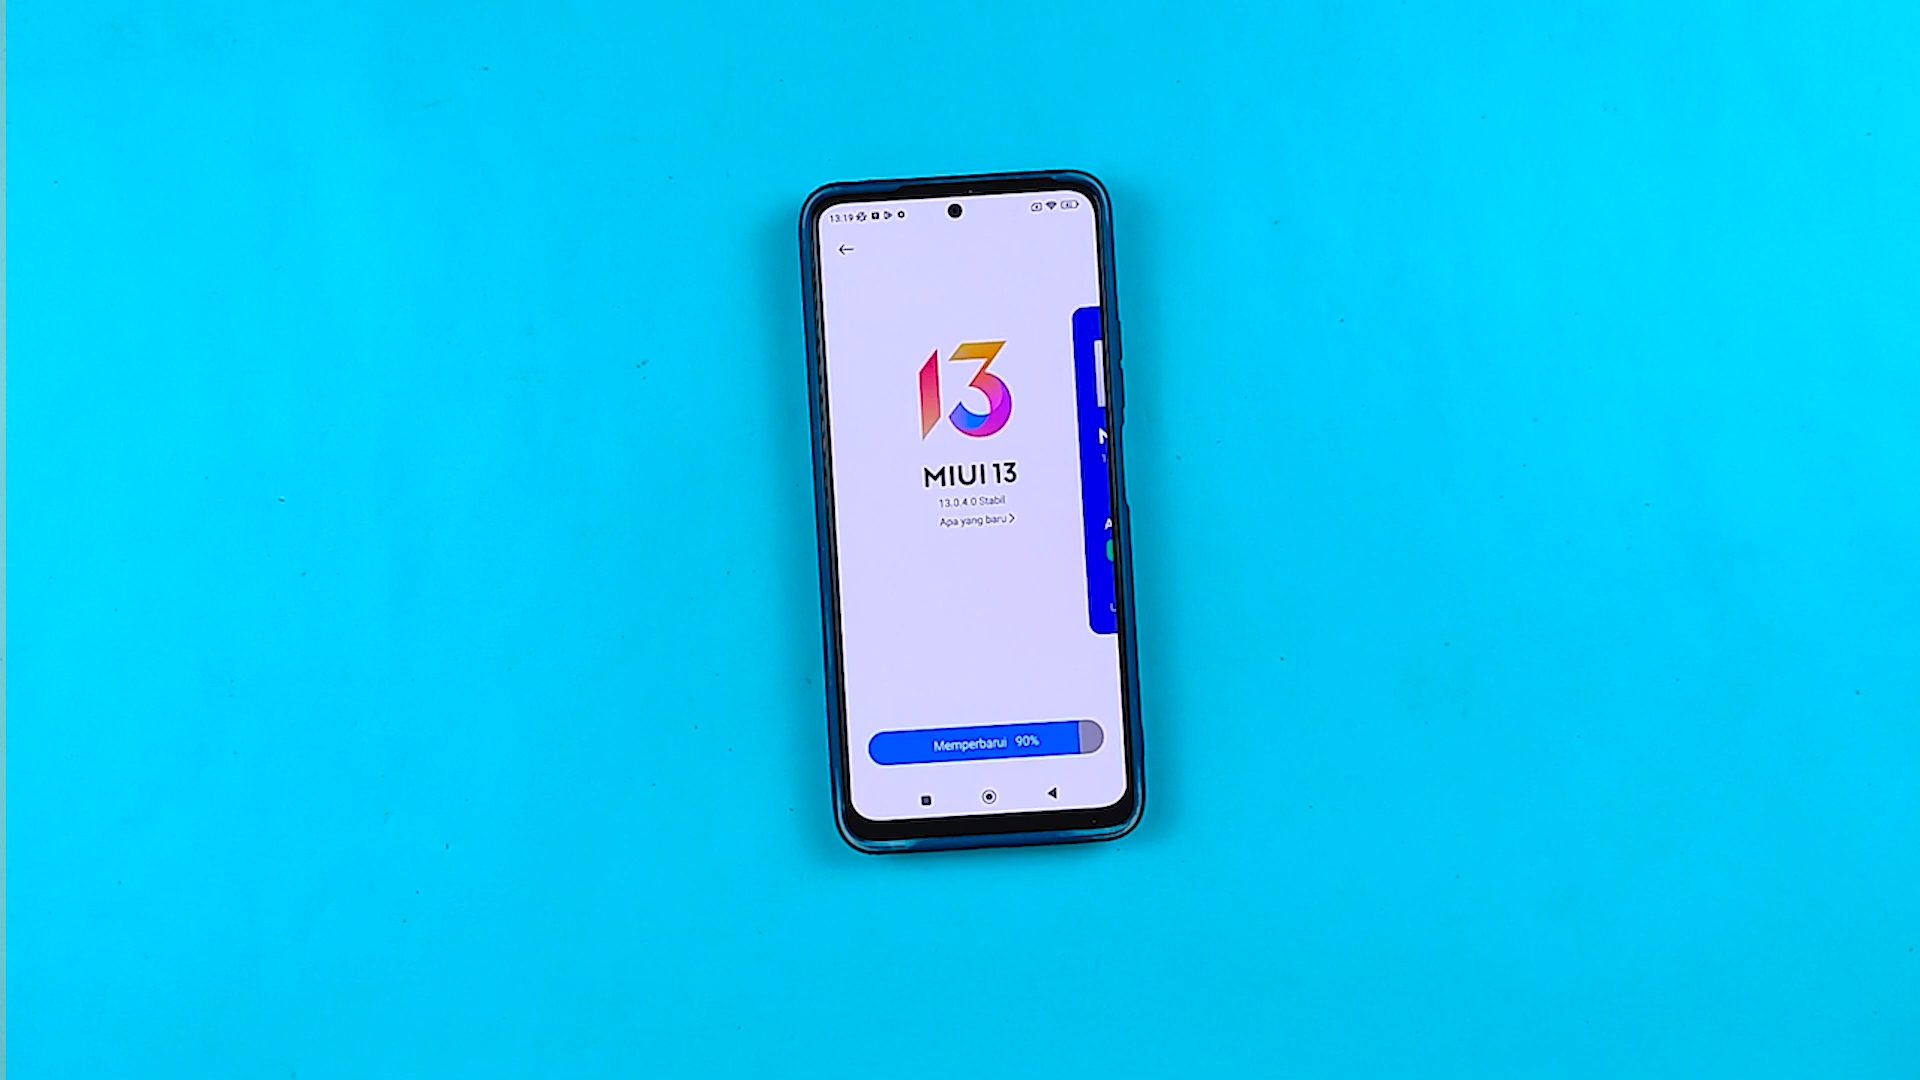 13.19
13
MIUI 13
13.0.4.0 Stabil
Apa yang baru >
Memperbarui 90%